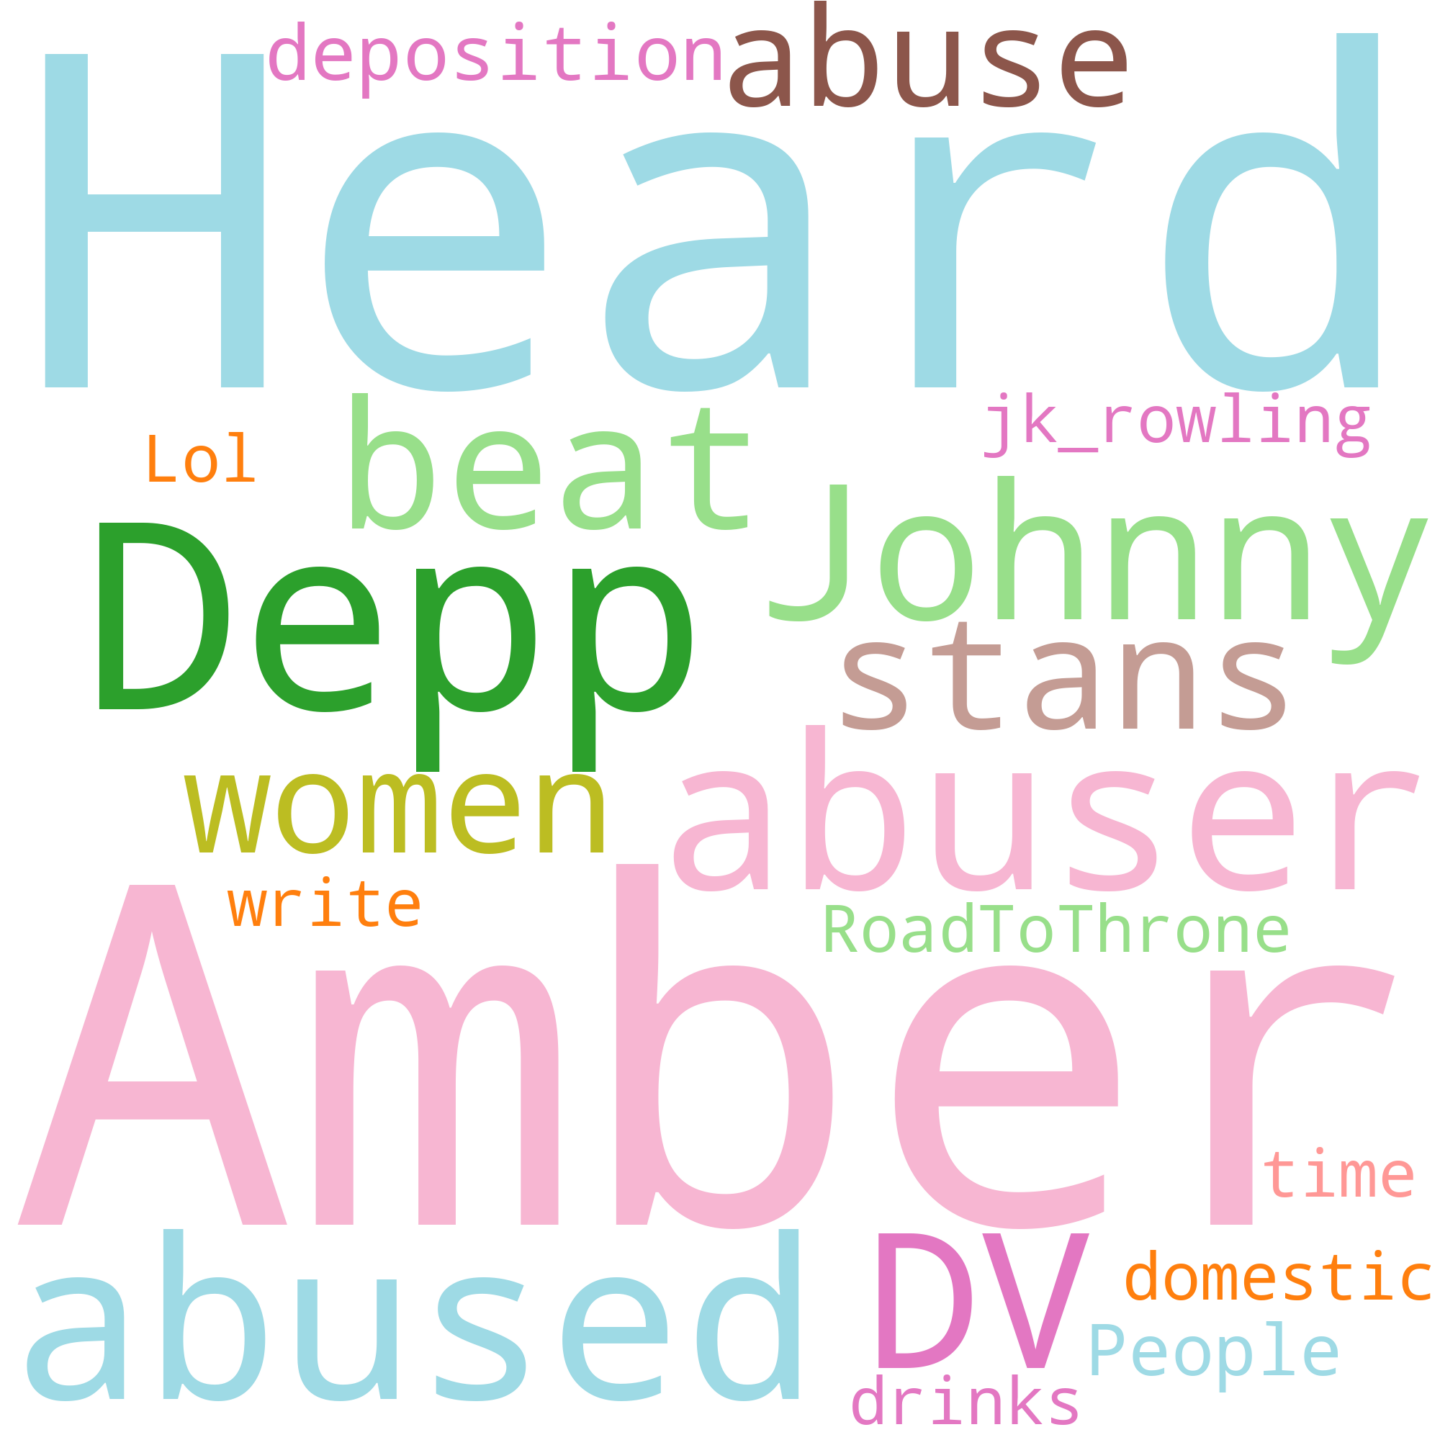 deposition abuse
Heard
jk_rowling
Lol beat
Johnny
Depp
stans
women abuser
write
RoadToThrone
Amber
time
abused DV domestic
People
drinks